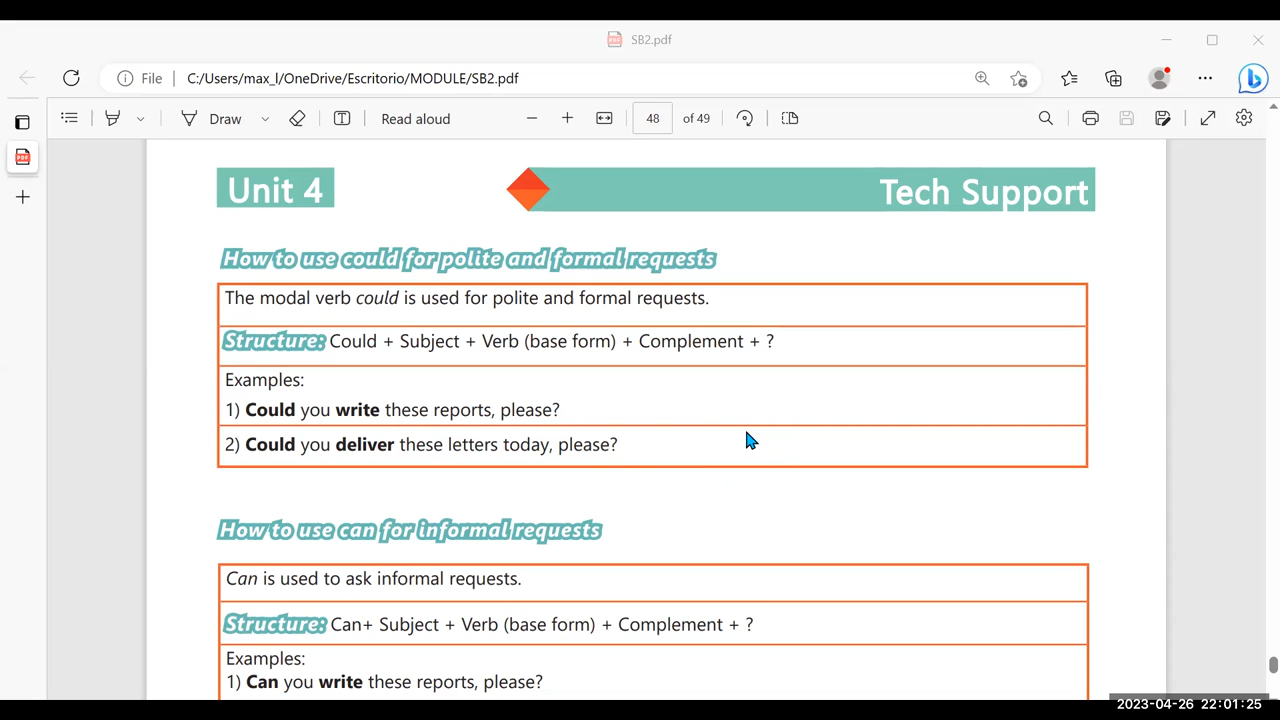 SB2.pdf
File
C:/Users/max_l/OneDrive/Escritorio/MODULE/SB2.pdf
Draw
Read aloud
48 of 49
Unit 4
Tech Support
How to use could for polite and formal requests
The modal verb could is used for polite and formal requests.
Structure: Could + Subject + Verb (base form) + Complement + ?
Examples:
1) Could you write these reports, please?
2) Could you deliver these letters today, please?
How to use can for informal requests
Can is used to ask informal requests.
Structure: Can+ Subject + Verb (base form) + Complement + ?
Examples:
1) Can you write these reports, please?
2023-04-26 22:01:25